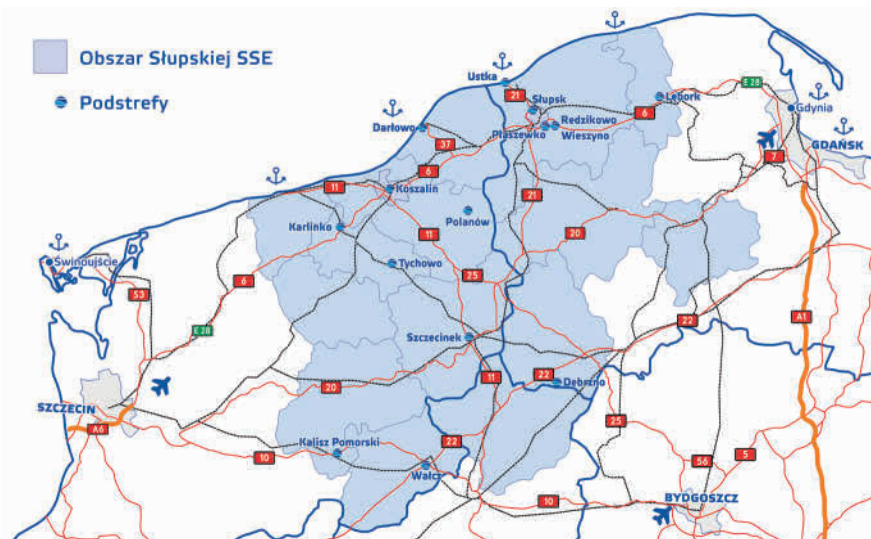 Obszar Słupskiej SSE
Podstrefy
Ustka
21
Słupsk
Lębork
E 28
Gdynia
Darłowo
Płaszewko
Redzikowo
Wieszyno
6
GDAŃSK
37
7
6
11
Koszalin
21
Karlinko
Polanów
11
20
Świnoujście
Tychowo
25
6
S3
E 28
22
A1
Szczecinek
20
11
22
Debrzno
SZCZECIN
A6
25
Kalisz Pomorski
22
10
Wałcz
56
5
10
BYDGOSZCZ